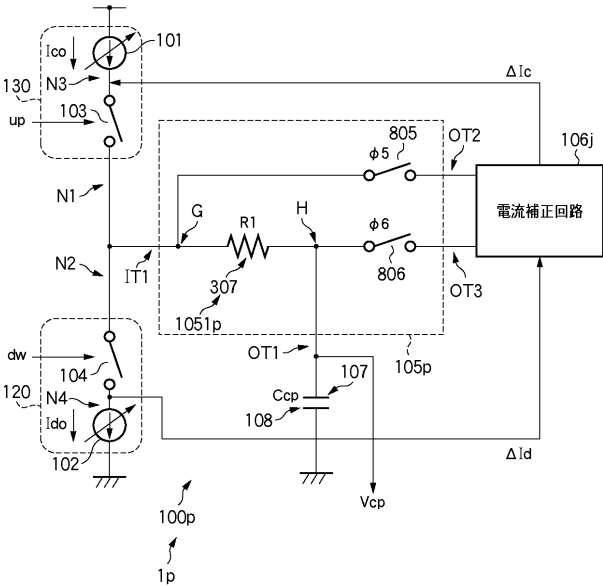 101
Ico
ΔIc
N3
130
103
805
OT2
106j
up
φ5
N1
G
R1
H
φ6
電流補正回路
N2
IT1
307
806
OT3
1051p
OT1
105p
dw
104
107
Ccp
120
N4
108
Ido
102
ΔId
Vcp
100p
1p